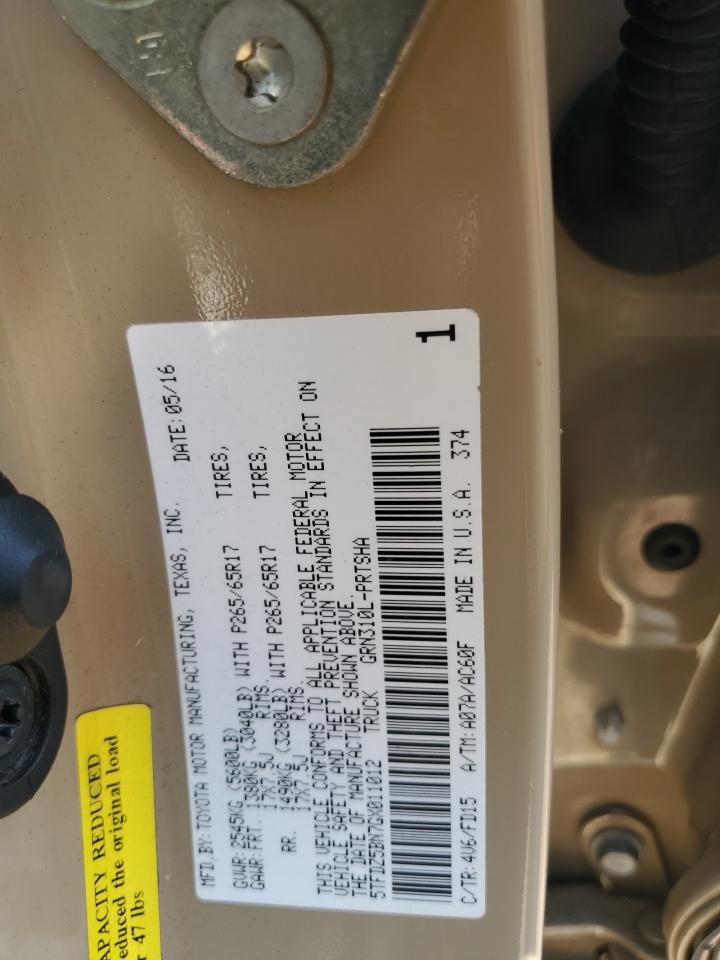 MFD.BY: TOYOTA MOTOR MANUFACTURING, TEXAS, INC. DATE: 05/16
GVWR: 2545KG (5600LB)
GAWR: FRT. 1380KG (3040LB) WITH P265/65R17 TIRES,
17X7.5J RIMS.
RR. 1490KG (3280LB) WITH P265/65R17 TIRES,
17X7.5J RIMS.
THIS VEHICLE CONFORMS TO ALL APPLICABLE FEDERAL MOTOR
VEHICLE SAFETY AND THEFT PREVENTION STANDARDS IN EFFECT ON
THE DATE OF MANUFACTURE SHOWN ABOVE.
5TFDZ5BN7GX011012 TRUCK GRN310L-PRTSHA
C/TR: 4V6/FD15 A/TM: A07A/AC60F MADE IN U.S.A. 374
1
APACITY REDUCED
educed the original load
r 47 lbs